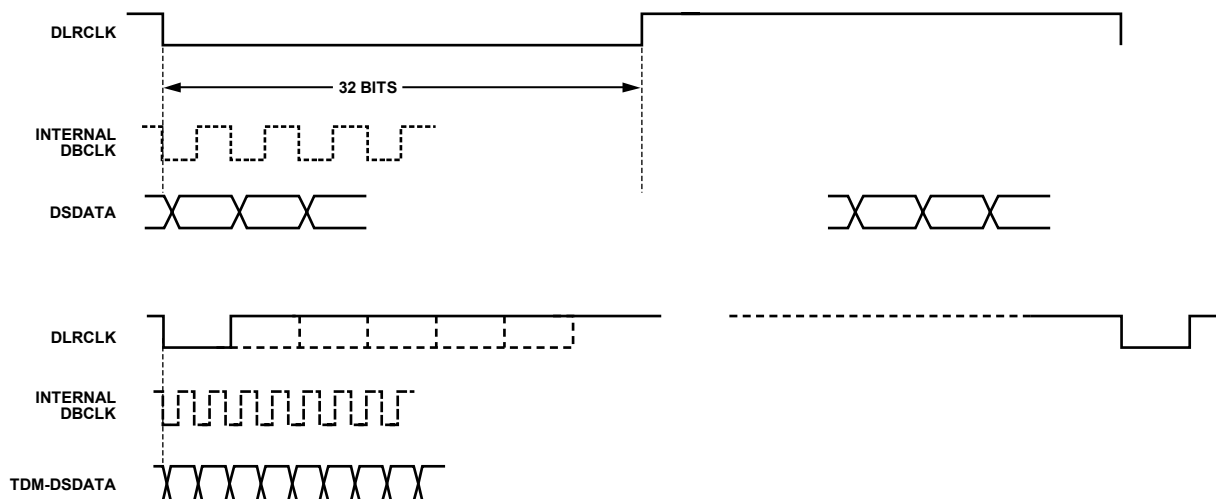 DLRCLK
32 BITS
INTERNAL
DBCLK
DSDATA
DLRCLK
INTERNAL
DBCLK
TDM-DSDATA